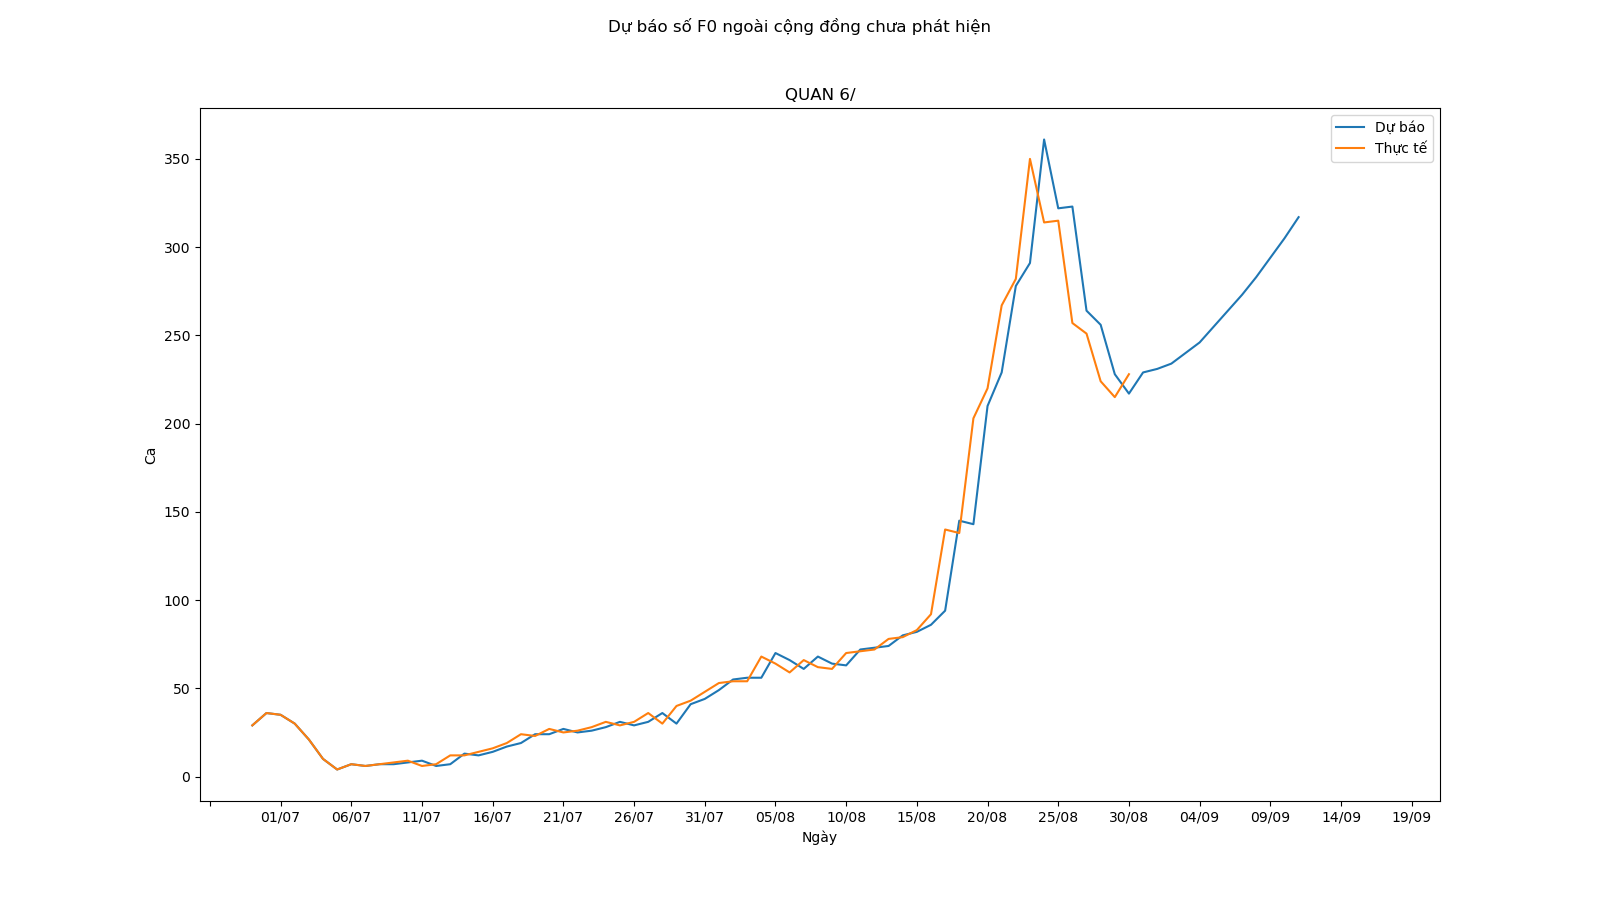 Dự báo số F0 ngoài cộng đồng chưa phát hiện
QUAN 6/
Dự báo
Thực tế
350
300
250
200
150
100
50
0
Ca
01/07 06/07 11/07 16/07 21/07 26/07 31/07 05/08 10/08 15/08 20/08 25/08 30/08 04/09 09/09 14/09 19/09
Ngày